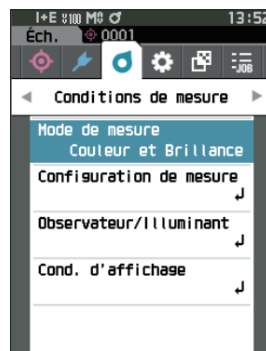 I+E M 13:52
Éch. 0001
JOB
Conditions de mesure
Mode de mesure
Couleur et Brillance
Configuration de mesure
Observateur/Illuminant
Cond. d'affichage